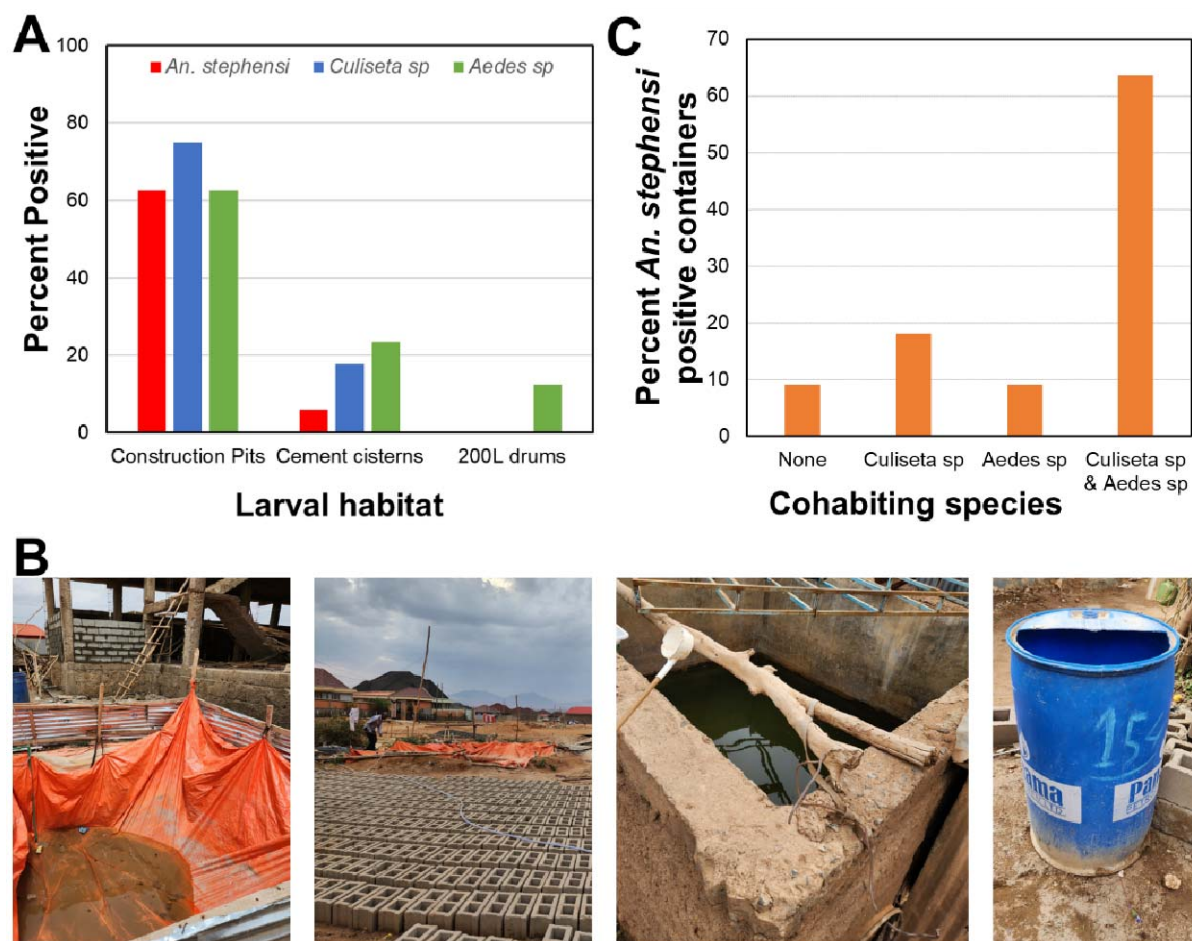 A
Percent Positive
100
80
60
40
20
0
An. stephensi Culiseta sp Aedes sp
Construction Pits Cement cisterns 200L drums
Larval habitat
C
Percent An. stephensi
positive containers
70
60
50
40
30
20
10
0
None Culiseta sp Aedes sp Culiseta sp
& Aedes sp
Cohabiting species
B
154